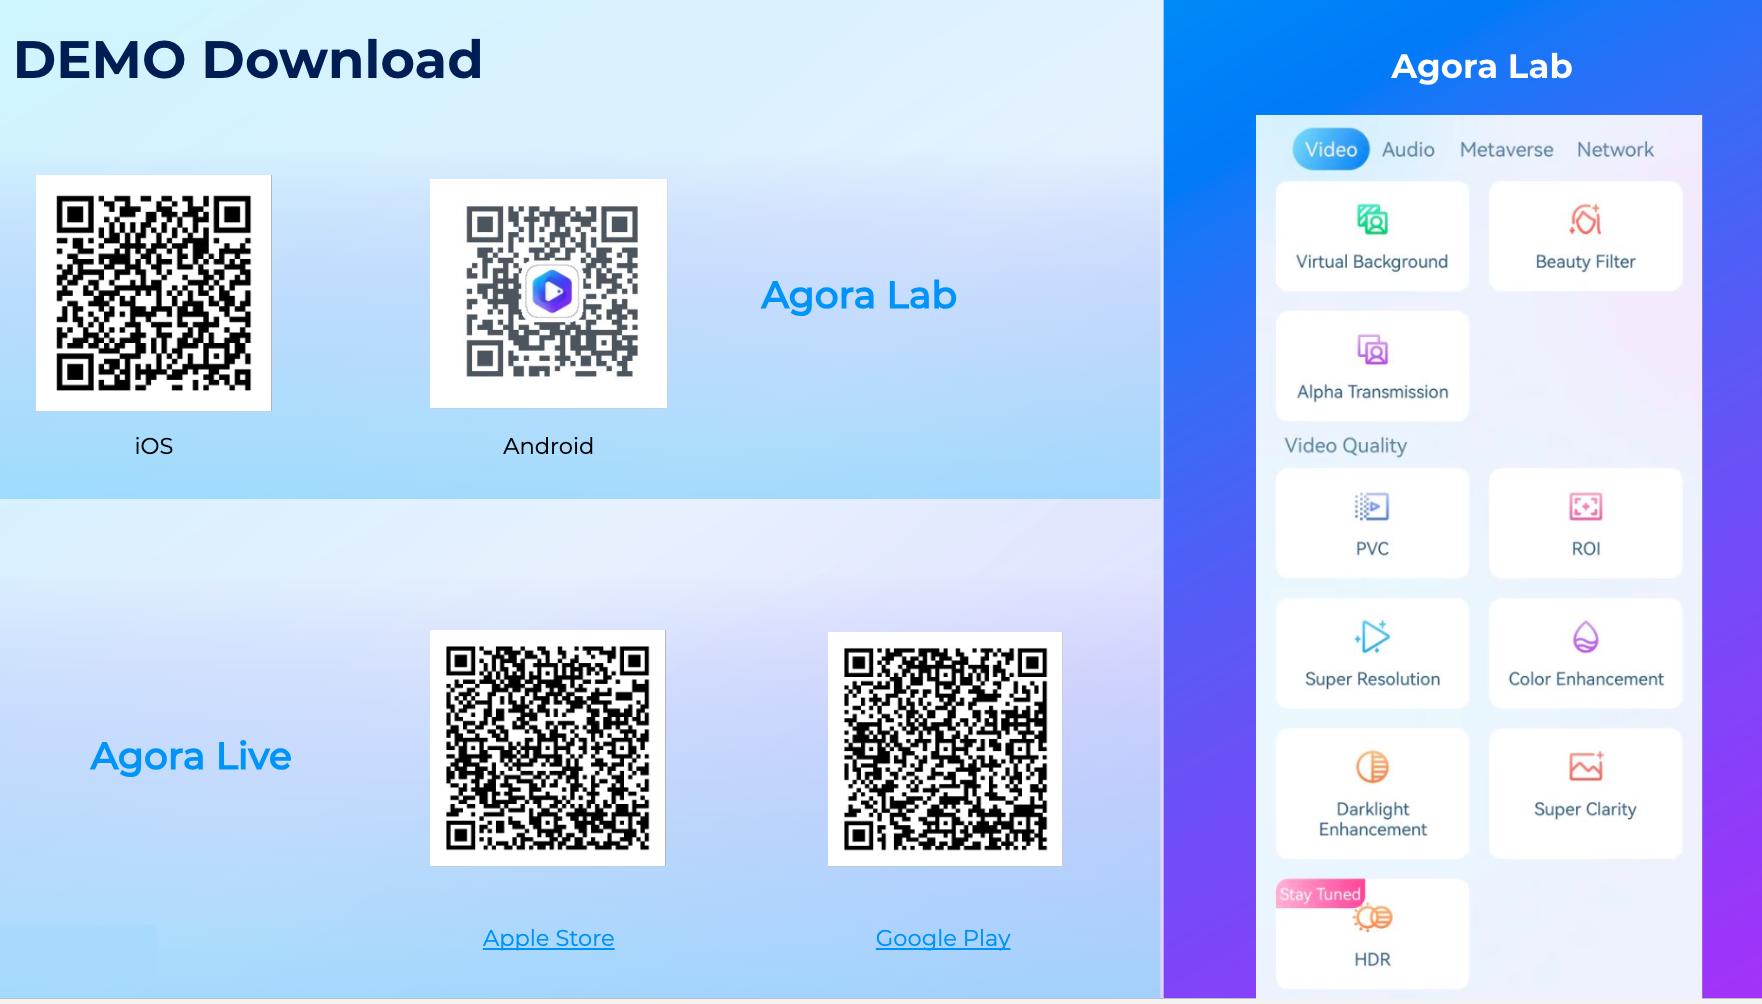 DEMO Download
iOS
Android
Agora Lab
Agora Live
Apple Store
Google Play
Agora Lab
Video Audio Metaverse Network
Virtual Background
Beauty Filter
Alpha Transmission
Video Quality
PVC
ROI
Super Resolution
Color Enhancement
Darklight
Enhancement
Super Clarity
Stay Tuned
HDR